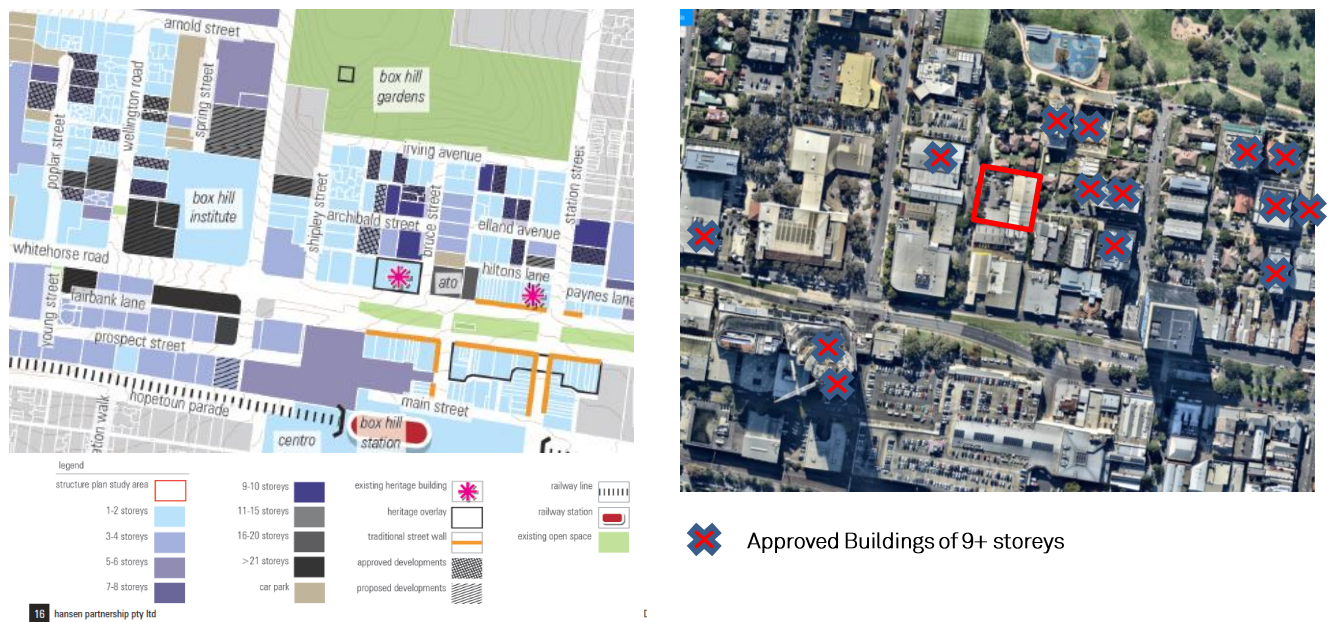 arnold street
box hill
gardens
poplar street
wellington road
spring street
irving avenue
station street
box hill
institute
shipley street
archibald street
bruce street
elland avenue
whitehorse road
hiltons lane
ato
paynes lane
young street
fairbank lane
prospect street
hopetoun parade
main street
centro
box hill
station
legend
structure plan study area
1-2 storeys
3-4 storeys
5-6 storeys
7-8 storeys
9-10 storeys
11-15 storeys
16-20 storeys
>21 storeys
car park
existing heritage building
heritage overlay
traditional street wall
approved developments
proposed developments
railway line
railway station
existing open space
16 hansen partnership pty ltd
Approved Buildings of 9+ storeys